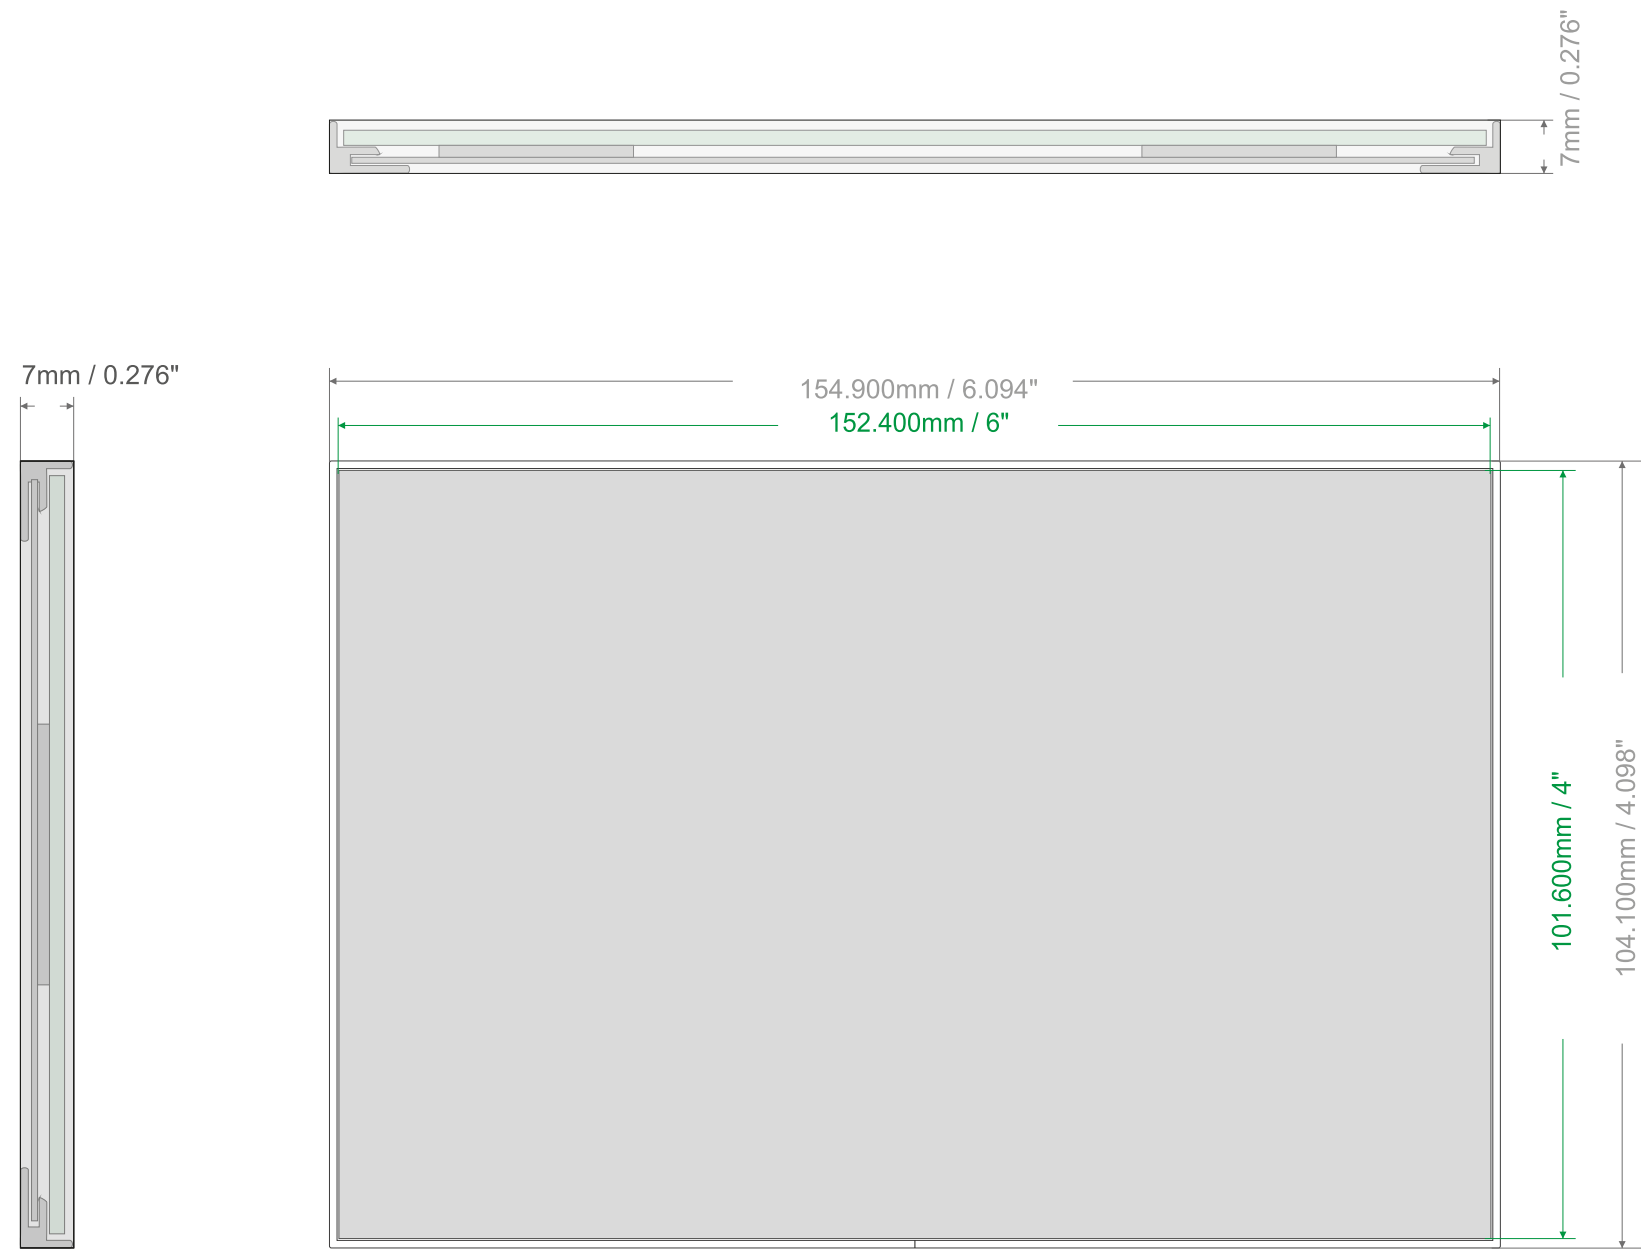 7mm / 0.276"
7mm / 0.276"
154.900mm / 6.094"
152.400mm / 6"
101.600mm / 4"
104.100mm / 4.098"